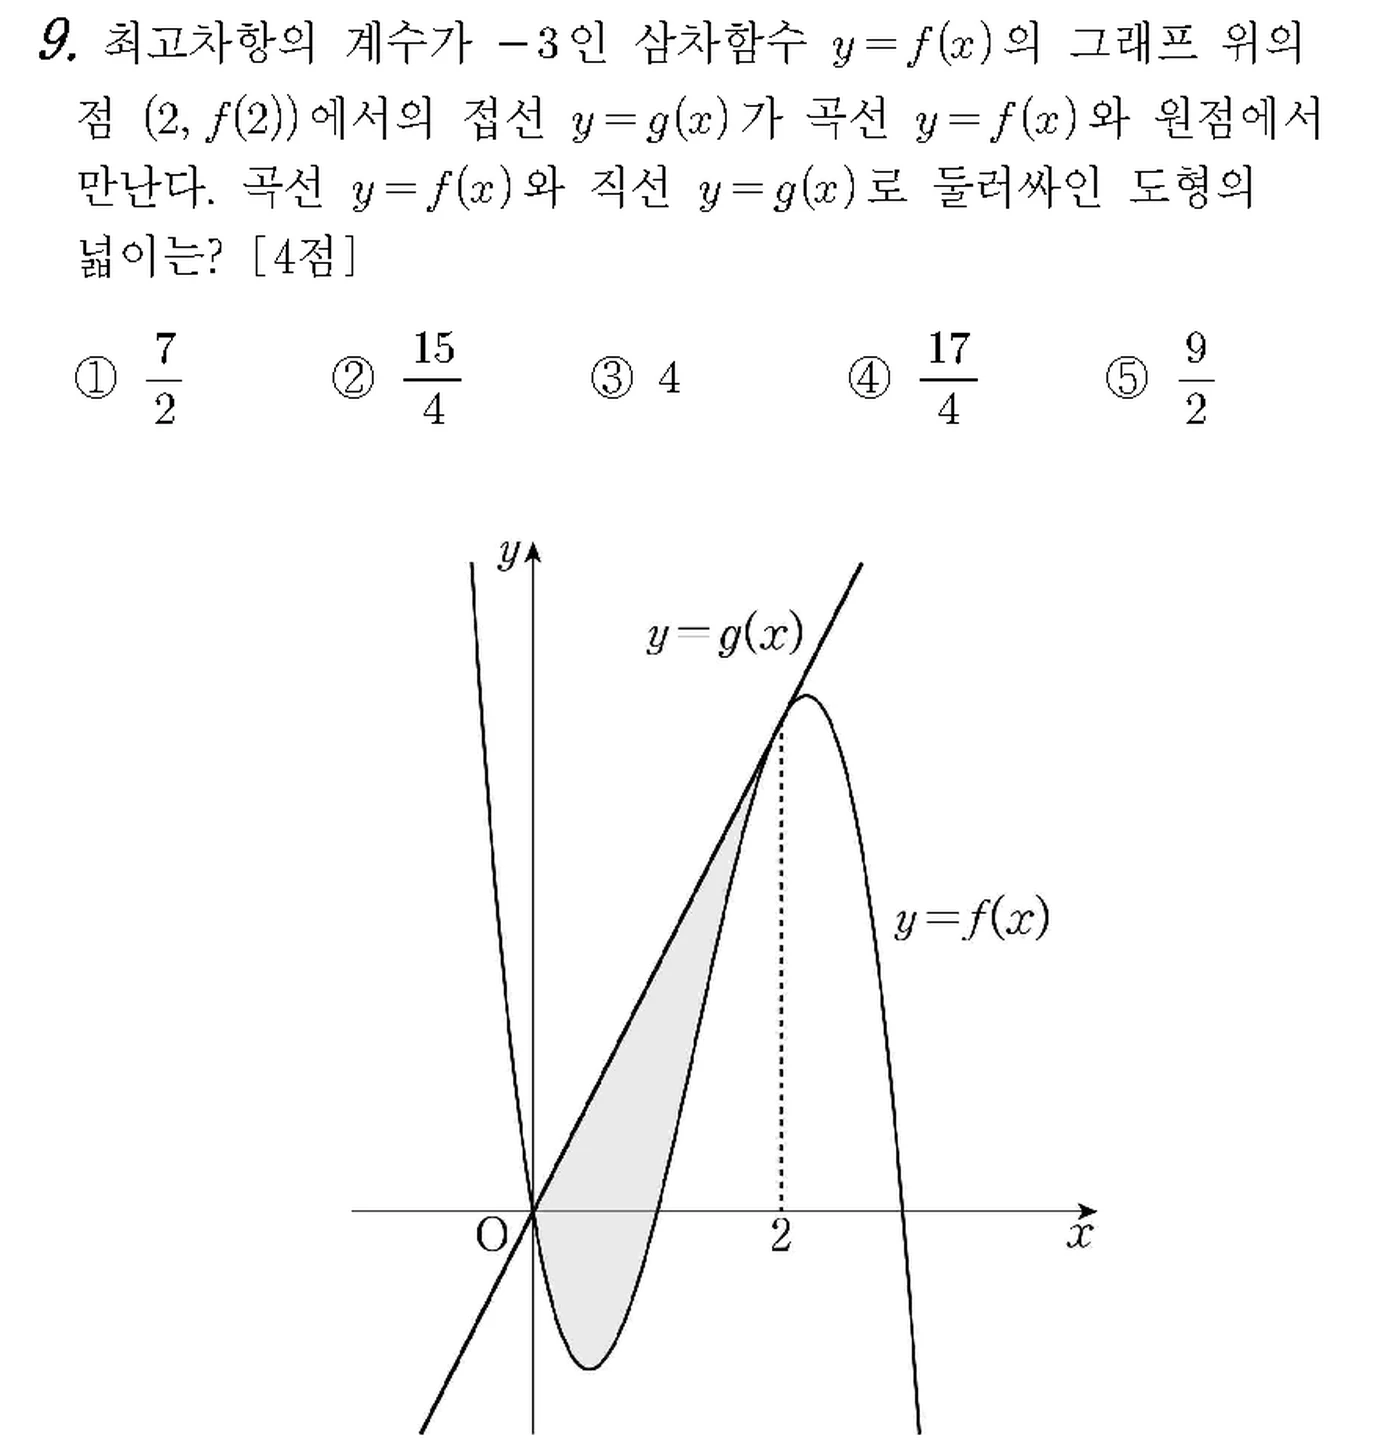 9. 최고차항의 계수가 −3인 삼차함수 y=f(x)의 그래프 위의
점 (2, f(2))에서의 접선 y=g(x)가 곡선 y=f(x)와 원점에서
만난다. 곡선 y=f(x)와 직선 y=g(x)로 둘러싸인 도형의
넓이는? [4점]
① 7/2 ② 15/4 ③ 4 ④ 17/4 ⑤ 9/2
y
y=g(x)
y=f(x)
O 2 x